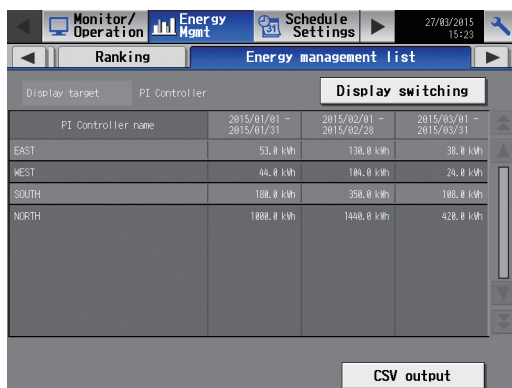 Monitor/ Operation
Energy Mgmt
Schedule Settings
27/03/2015 15:23
Ranking
Energy management list
Display target PI Controller
Display switching
PI Controller name 2015/01/01 - 2015/01/31 2015/02/01 - 2015/02/28 2015/03/01 - 2015/03/31
EAST 53.0 kWh 130.0 kWh 38.0 kWh
WEST 44.0 kWh 104.0 kWh 24.0 kWh
SOUTH 180.0 kWh 350.0 kWh 108.0 kWh
NORTH 1000.0 kWh 1440.0 kWh 420.0 kWh
CSV output